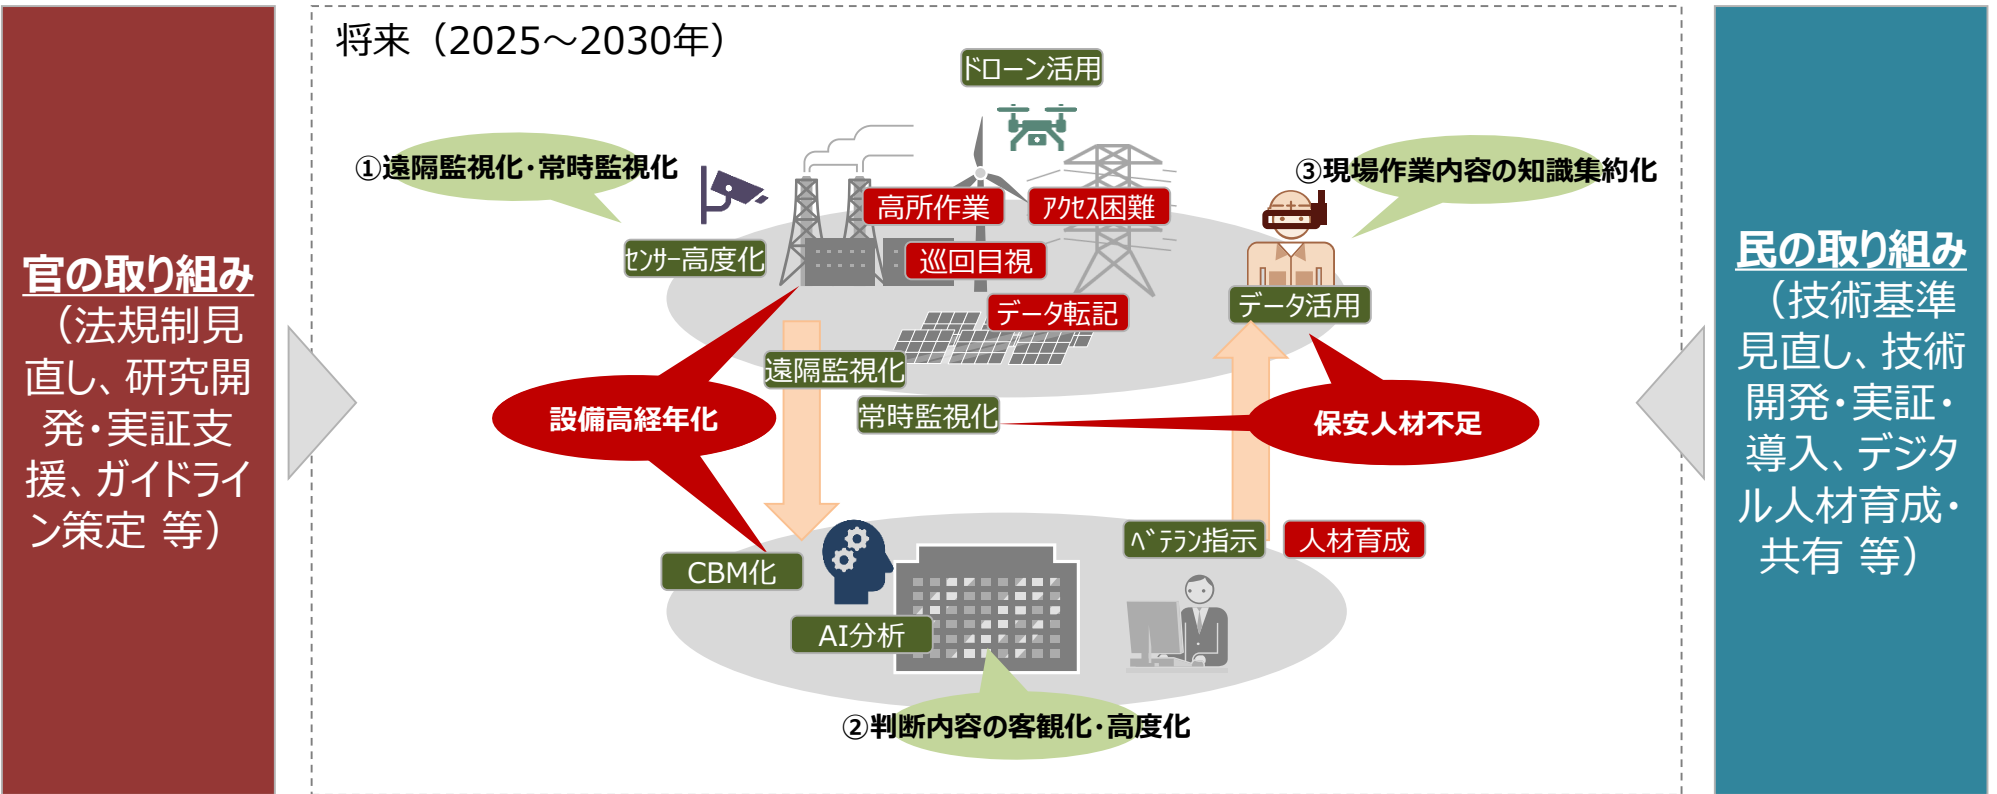 官の取り組み
（法規制見
直し、研究開
発・実証支
援、ガイドライ
ン策定 等）
将来（2025～2030年）
ドローン活用
①遠隔監視化・常時監視化
③現場作業内容の知識集約化
高所作業
アクセス困難
センサー高度化
巡回目視
データ転記
データ活用
遠隔監視化
常時監視化
設備高経年化
保安人材不足
CBM化
AI分析
ベテラン指示
人材育成
②判断内容の客観化・高度化
民の取り組み
（技術基準
見直し、技術
開発・実証・
導入、デジタ
ル人材育成・
共有 等）